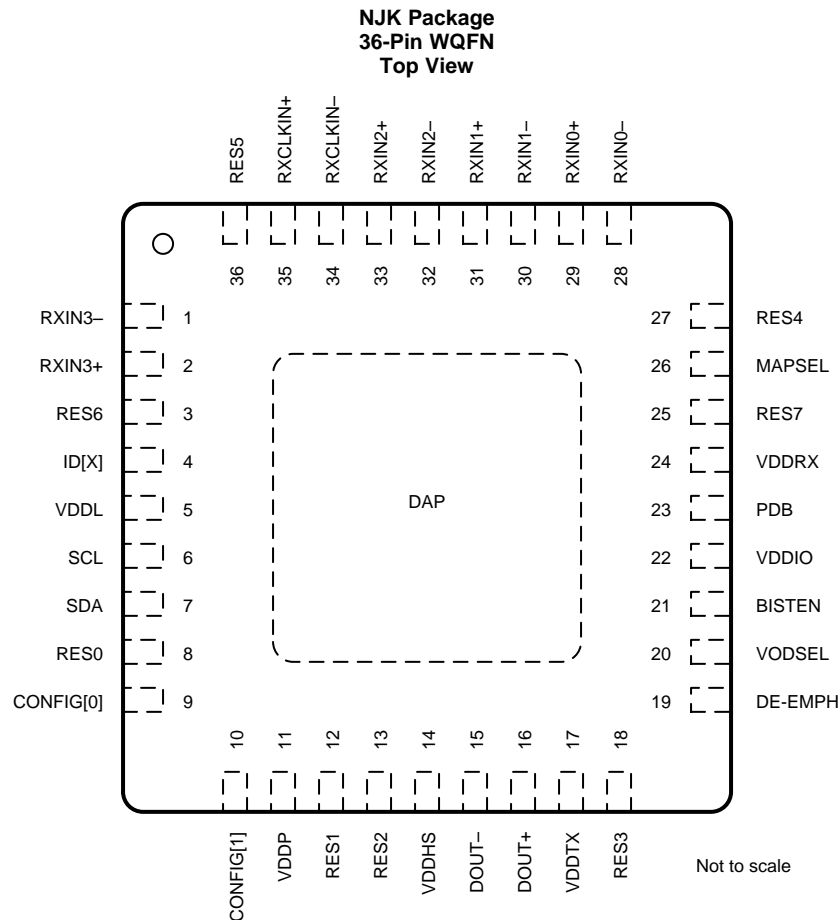 NJK Package
36-Pin WQFN
Top View
RES5
RXCLKIN+
RXCLKIN–
RXIN2+
RXIN2–
RXIN1+
RXIN1–
RXIN0+
RXIN0–
36
35
34
33
32
31
30
29
28
RXIN3– 1
RXIN3+ 2
RES6 3
ID[X] 4
VDDL 5
SCL 6
SDA 7
RES0 8
CONFIG[0] 9
DAP
27 RES4
26 MAPSEL
25 RES7
24 VDDRX
23 PDB
22 VDDIO
21 BISTEN
20 VODSEL
19 DE-EMPH
10
11
12
13
14
15
16
17
18
CONFIG[1]
VDDP
RES1
RES2
VDDHS
DOUT–
DOUT+
VDDTX
RES3
Not to scale